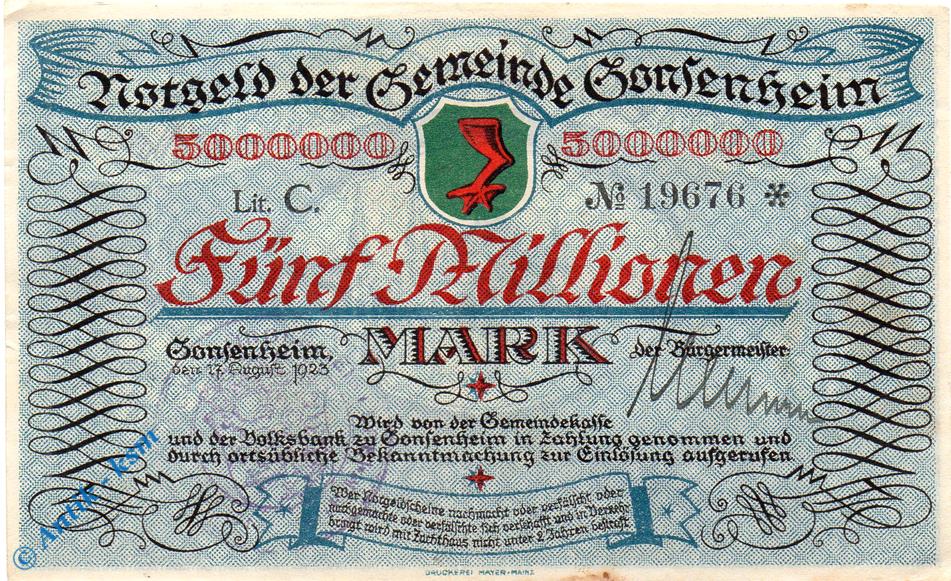 Notgeld der Gemeinde Gonsenheim
5000000 5000000
Lit. C. № 19676 *
Fünf Millionen
MARK
Gonsenheim, der Bürgermeister:
den 17. August 1923
Wird von der Gemeindekasse
und der Volksbank zu Gonsenheim in Zahlung genommen und
durch ortsübliche Bekanntmachung zur Einlösung aufgerufen
Wer Notgeldscheine nachmacht oder verfälscht oder
nachgemachte oder verfälschte sich verschafft und in Verkehr
bringt wird mit Zuchthaus nicht unter 2 Jahren bestraft
DRUCKEREI MAYER-MAINZ
© Antik - ksm